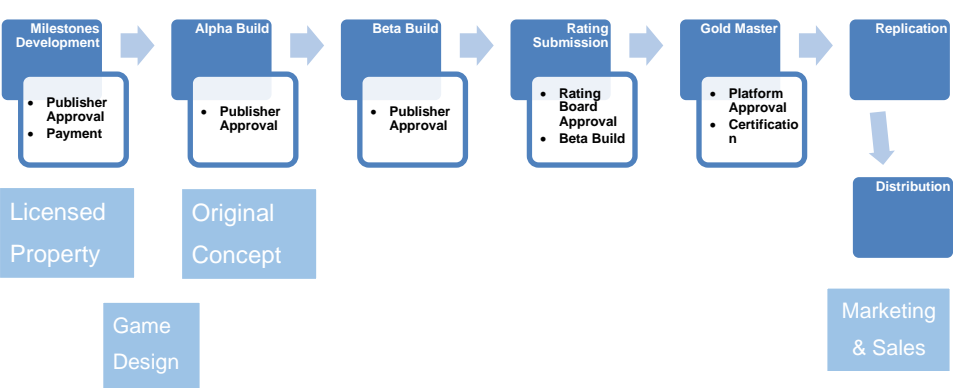 Milestones
Development
Alpha Build
Beta Build
Rating
Submission
Gold Master
Replication
• Publisher
Approval
• Payment
• Publisher
Approval
• Publisher
Approval
• Rating
Board
Approval
• Beta Build
• Platform
Approval
• Certificatio
n
Distribution
Licensed
Property
Original
Concept
Game
Design
Marketing
& Sales